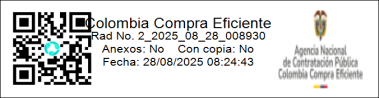 Colombia Compra Eficiente
Rad No. 2_2025_08_28_008930
Anexos: No Con copia: No
Fecha: 28/08/2025 08:24:43
Agencia Nacional
de Contratación Pública
Colombia Compra Eficiente